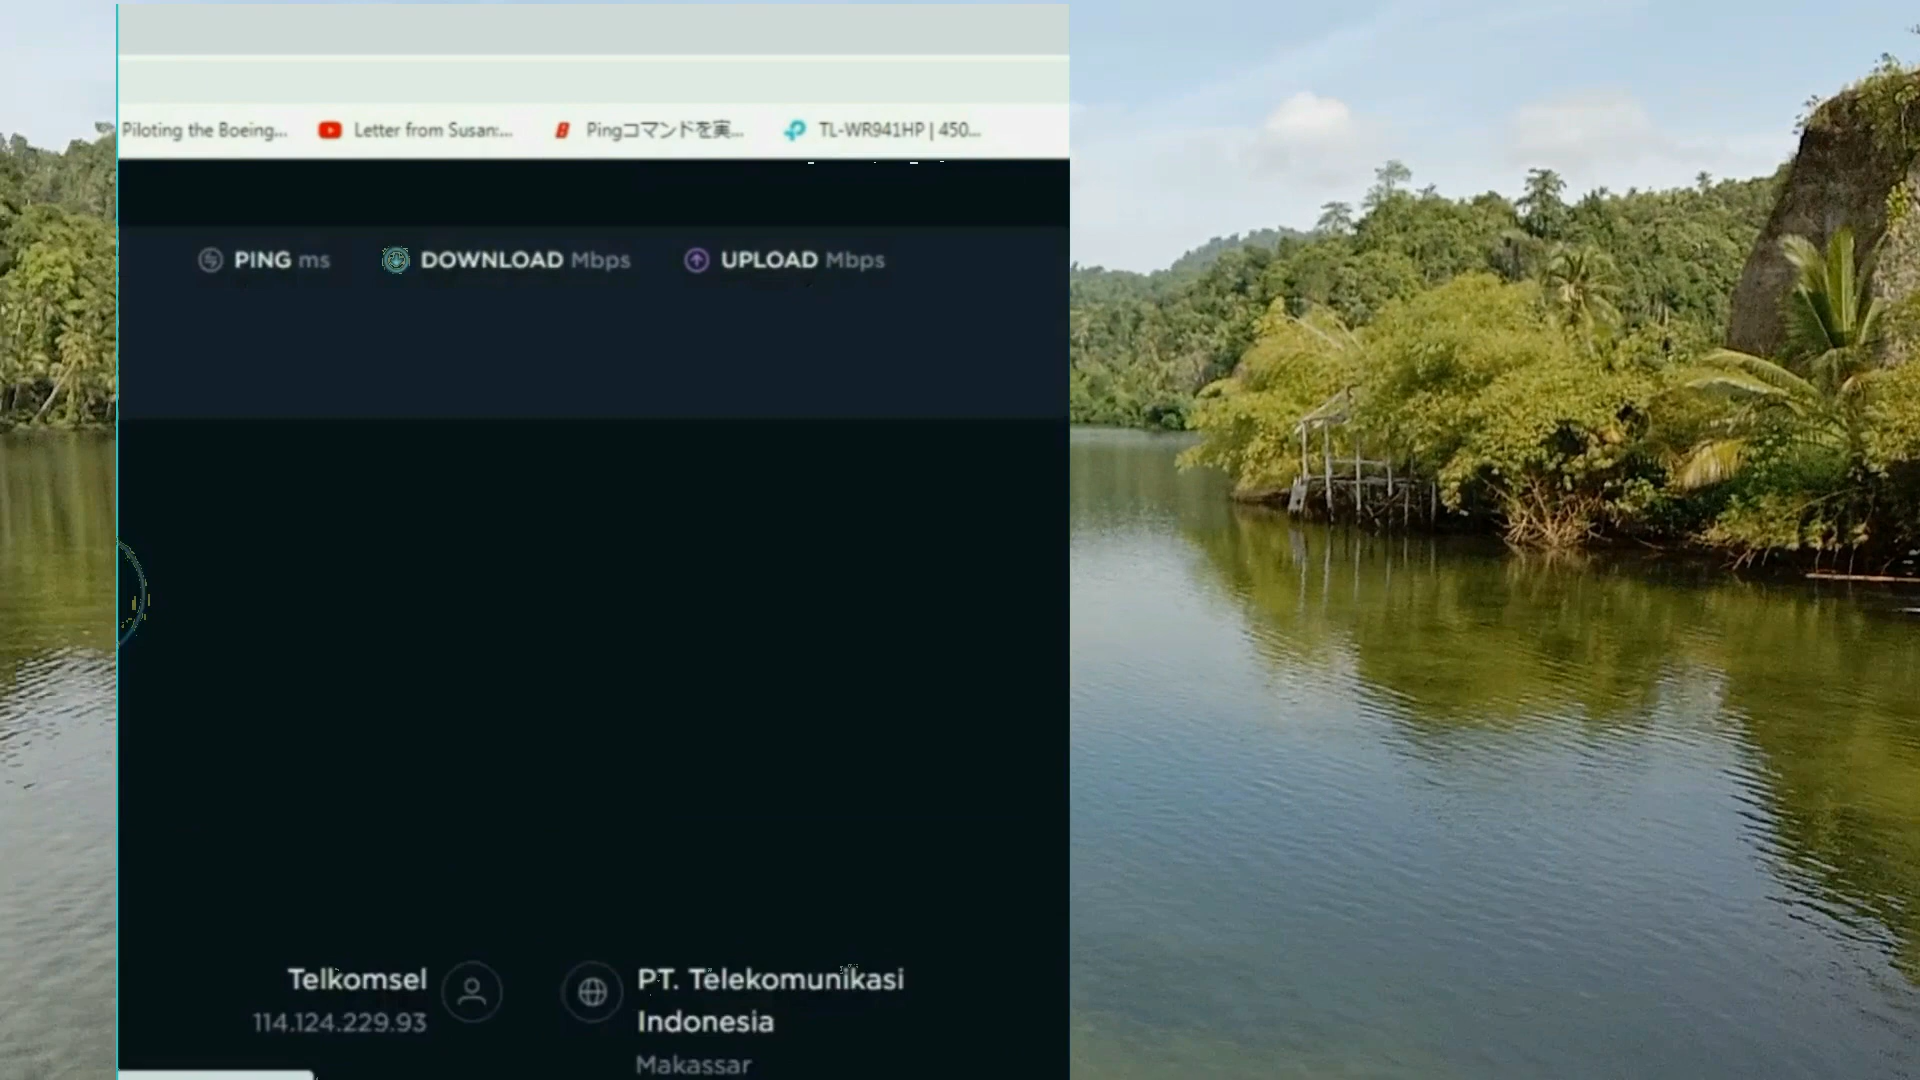 Piloting the Boeing...
Letter from Susan:...
Pingコマンドを実...
TL-WR941HP | 450...
PING ms
DOWNLOAD Mbps
UPLOAD Mbps
Telkomsel
114.124.229.93
PT. Telekomunikasi
Indonesia
Makassar